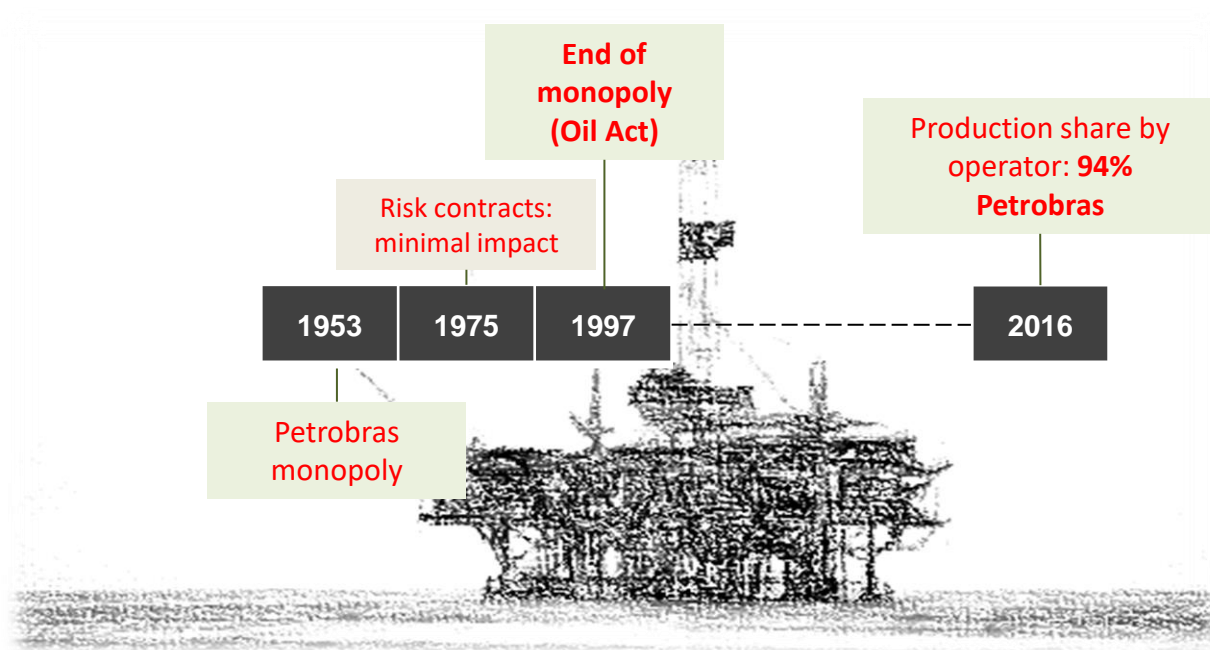 End of
monopoly
(Oil Act)
Production share by
operator: 94%
Petrobras
Risk contracts:
minimal impact
1953
1975
1997
2016
Petrobras
monopoly